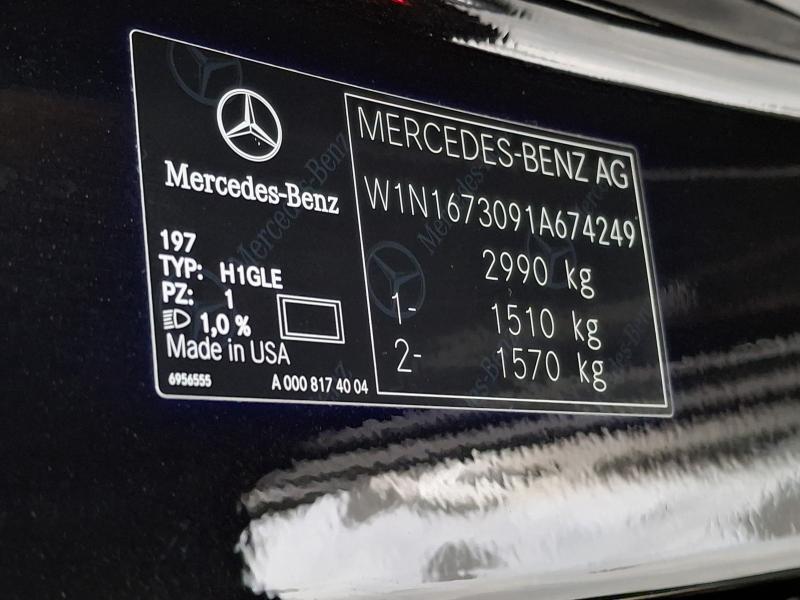 Mercedes-Benz
197
TYP: H1GLE
PZ: 1
1,0 %
Made in USA
6956555
A 000 817 40 04
MERCEDES-BENZ AG
W1N1673091A674249
2990 kg
1- 1510 kg
2- 1570 kg